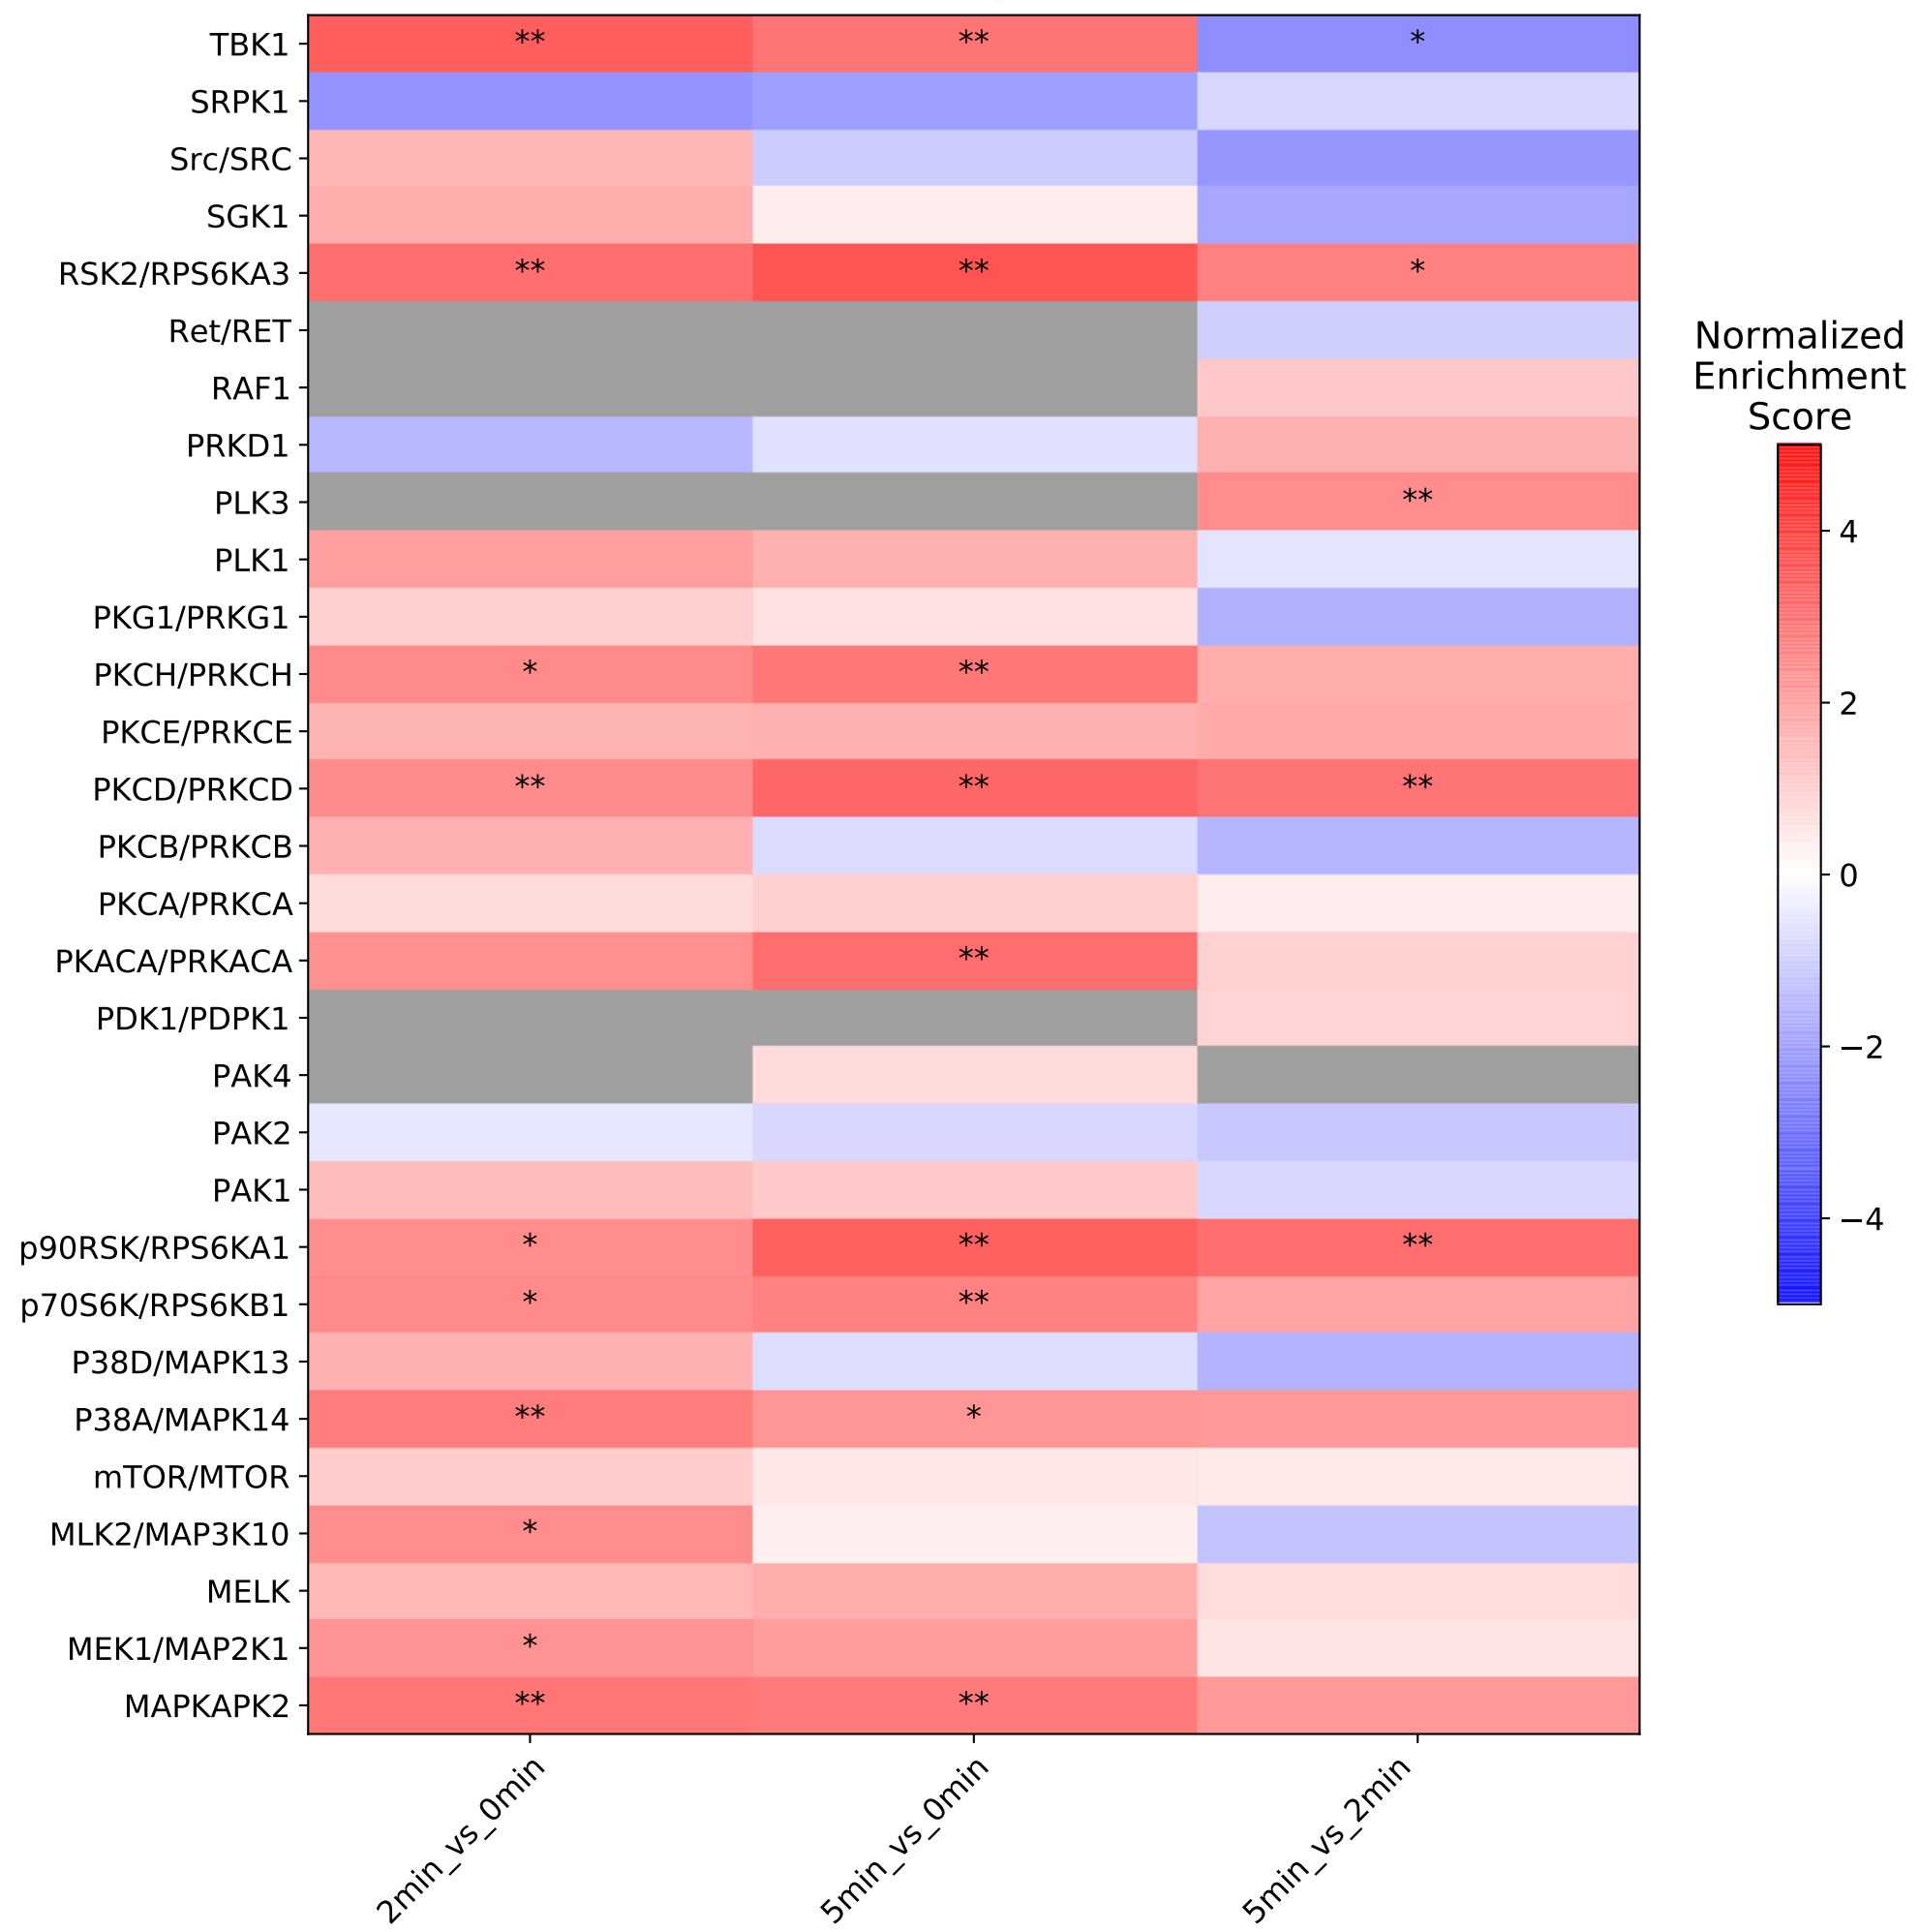 TBK1 ** ** *
SRPK1
Src/SRC
SGK1
RSK2/RPS6KA3 ** ** *
Ret/RET
RAF1
PRKD1
PLK3 **
PLK1
PKG1/PRKG1
PKCH/PRKCH * **
PKCE/PRKCE
PKCD/PRKCD ** ** **
PKCB/PRKCB
PKCA/PRKCA
PKACA/PRKACA **
PDK1/PDPK1
PAK4
PAK2
PAK1
p90RSK/RPS6KA1 * ** **
p70S6K/RPS6KB1 * **
P38D/MAPK13
P38A/MAPK14 ** *
mTOR/MTOR
MLK2/MAP3K10 *
MELK
MEK1/MAP2K1 *
MAPKAPK2 ** **
2min_vs_0min
5min_vs_0min
5min_vs_2min
Normalized
Enrichment
Score
4
2
0
−2
−4